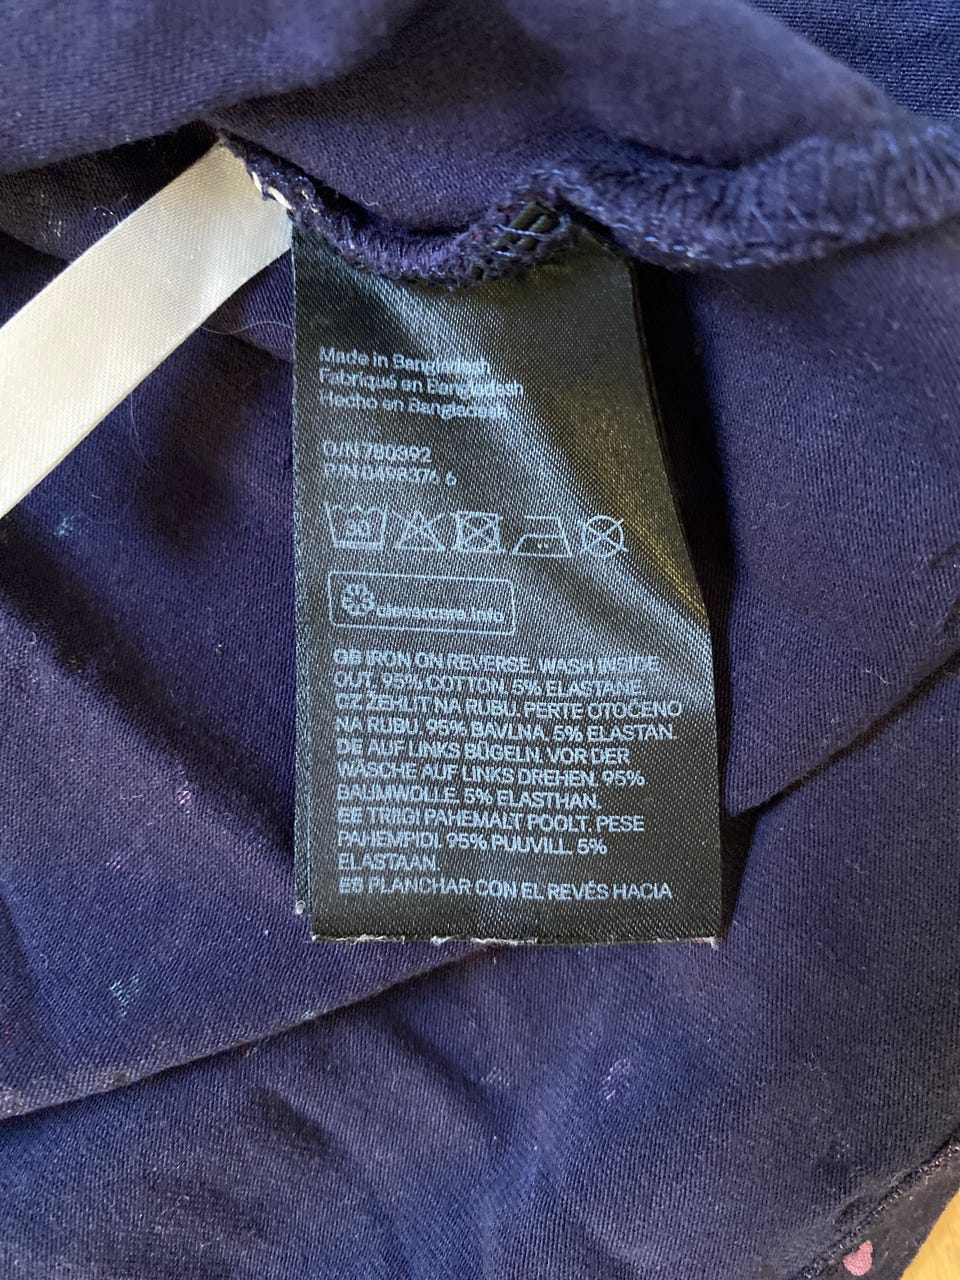 Made in Bangladesh
Fabriqué en Bangladesh
Hecho en Bangladesh
O/N 780392
P/N 6
clevercare.info
GB IRON ON REVERSE. WASH INSIDE
OUT. 95% COTTON. 5% ELASTANE.
CZ ŽEHLIT NA RUBU. PERTE OTOČENO
NA RUBU. 95% BAVLNA. 5% ELASTAN.
DE AUF LINKS BÜGELN. VOR DER
WÄSCHE AUF LINKS DREHEN. 95%
BAUMWOLLE. 5% ELASTHAN.
EE TRIIGI PAHEMALT POOLT. PESE
PAHEMPIDI. 95% PUUVILL. 5%
ELASTAAN.
ES PLANCHAR CON EL REVÉS HACIA